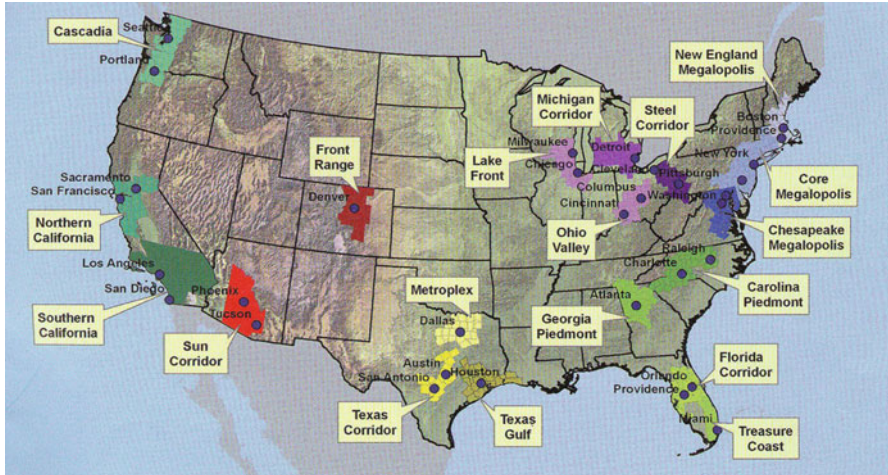 Cascadia
Seattle
Portland
New England
Megalopolis
Michigan
Corridor
Steel
Corridor
Boston
Providence
Front
Range
Milwaukee
Detroit
Lake
Front
Chicago
Cleveland
New York
Pittsburgh
Core
Megalopolis
Sacramento
San Francisco
Denver
Columbus
Washington
Cincinnati
Northern
California
Ohio
Valley
Chesapeake
Megalopolis
Raleigh
Charlotte
Los Angeles
San Diego
Phoenix
Tucson
Metroplex
Atlanta
Carolina
Piedmont
Southern
California
Dallas
Georgia
Piedmont
Sun
Corridor
Austin
San Antonio
Houston
Orlando
Providence
Florida
Corridor
Texas
Corridor
Texas
Gulf
Miami
Treasure
Coast